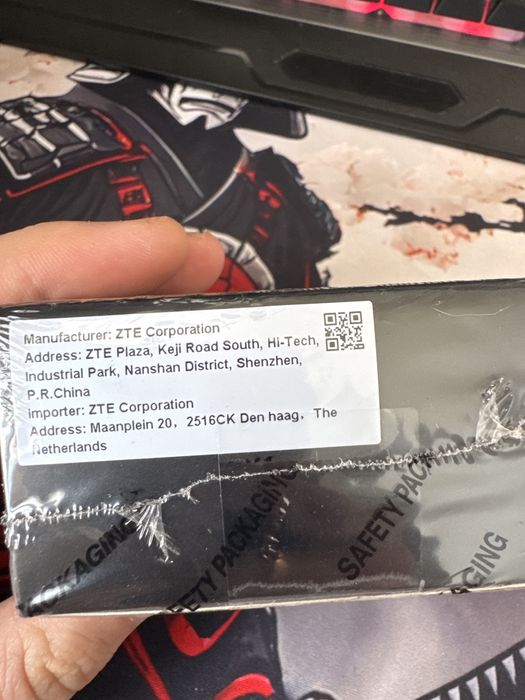 Manufacturer: ZTE Corporation
Address: ZTE Plaza, Keji Road South, Hi-Tech,
Industrial Park, Nanshan District, Shenzhen,
P.R.China
Importer: ZTE Corporation
Address: Maanplein 20，2516CK Den haag，The
Netherlands
PACKAGING
SAFETY PACKAGING
SAFETY PACKAGING